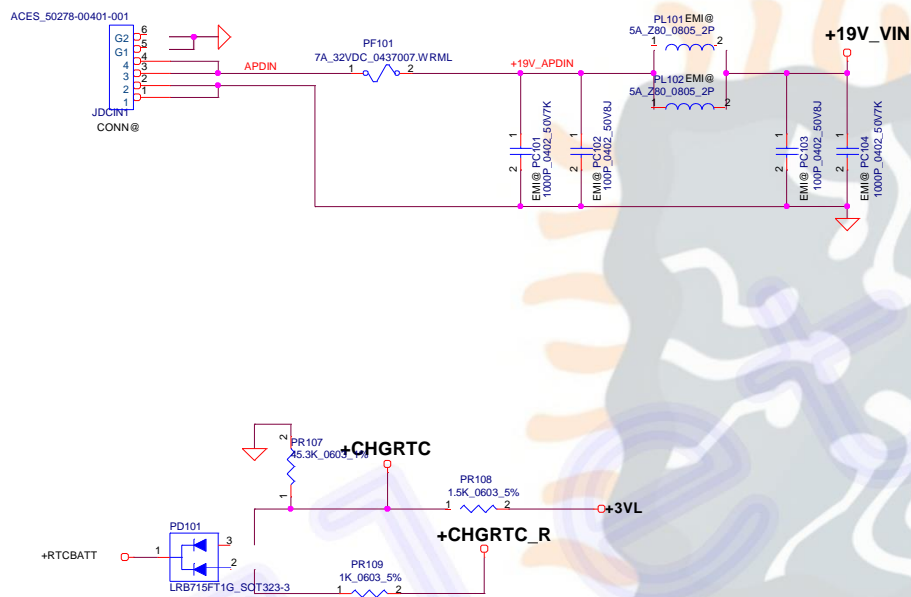 ACES_50278-00401-001
6
G2
5
G1
4
4
3
3
2
2
1
1
JDCIN1
CONN@
APDIN
PF101
7A_32VDC_0437007.WRML
1
2
+19V_APDIN
PL101 EMI@
5A_Z80_0805_2P
1
2
PL102 EMI@
5A_Z80_0805_2P
1
2
+19V_VIN
1
2
EMI@ PC101
1000P_0402_50V7K
1
2
EMI@ PC102
100P_0402_50V8J
1
2
EMI@ PC103
100P_0402_50V8J
1
2
EMI@ PC104
1000P_0402_50V7K
2
PR107
45.3K_0603_1%
1
+CHGRTC
PR108
1.5K_0603_5%
1
2
+3VL
+CHGRTC_R
PD101
+RTCBATT
1
3
2
LRB715FT1G_SOT323-3
PR109
1K_0603_5%
1
2